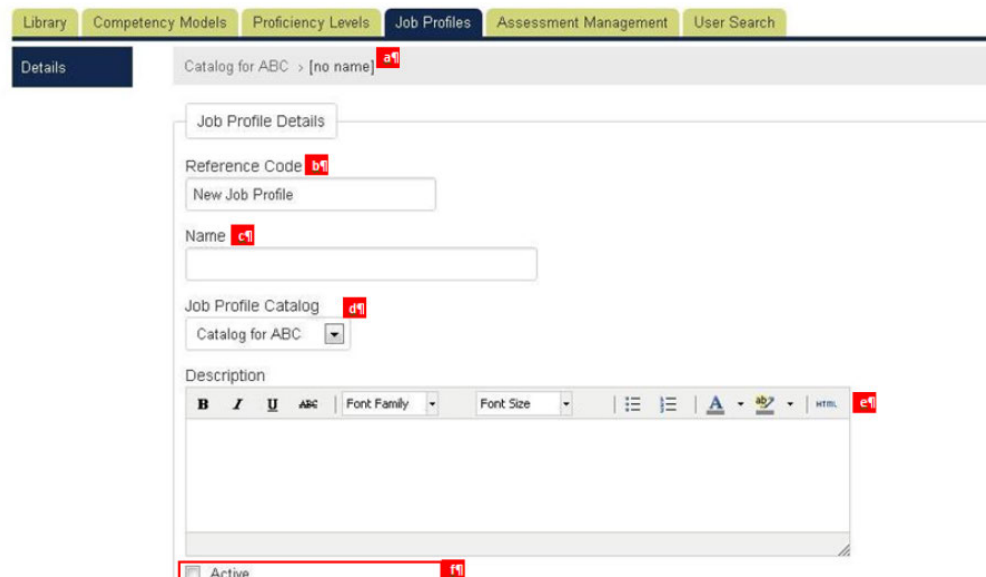 Library Competency Models Proficiency Levels Job Profiles Assessment Management User Search
Details
Catalog for ABC > [no name] a¶
Job Profile Details
Reference Code b¶
New Job Profile
Name c¶
Job Profile Catalog d¶
Catalog for ABC
Description
B I U ABC Font Family Font Size A ab HTML e¶
Active f¶